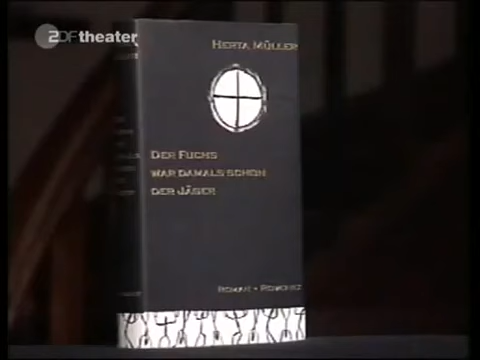 ZDFtheater
HERTA MÜLLER
DER FUCHS
WAR DAMALS SCHON
DER JÄGER
ROMAN • ROWOHLT